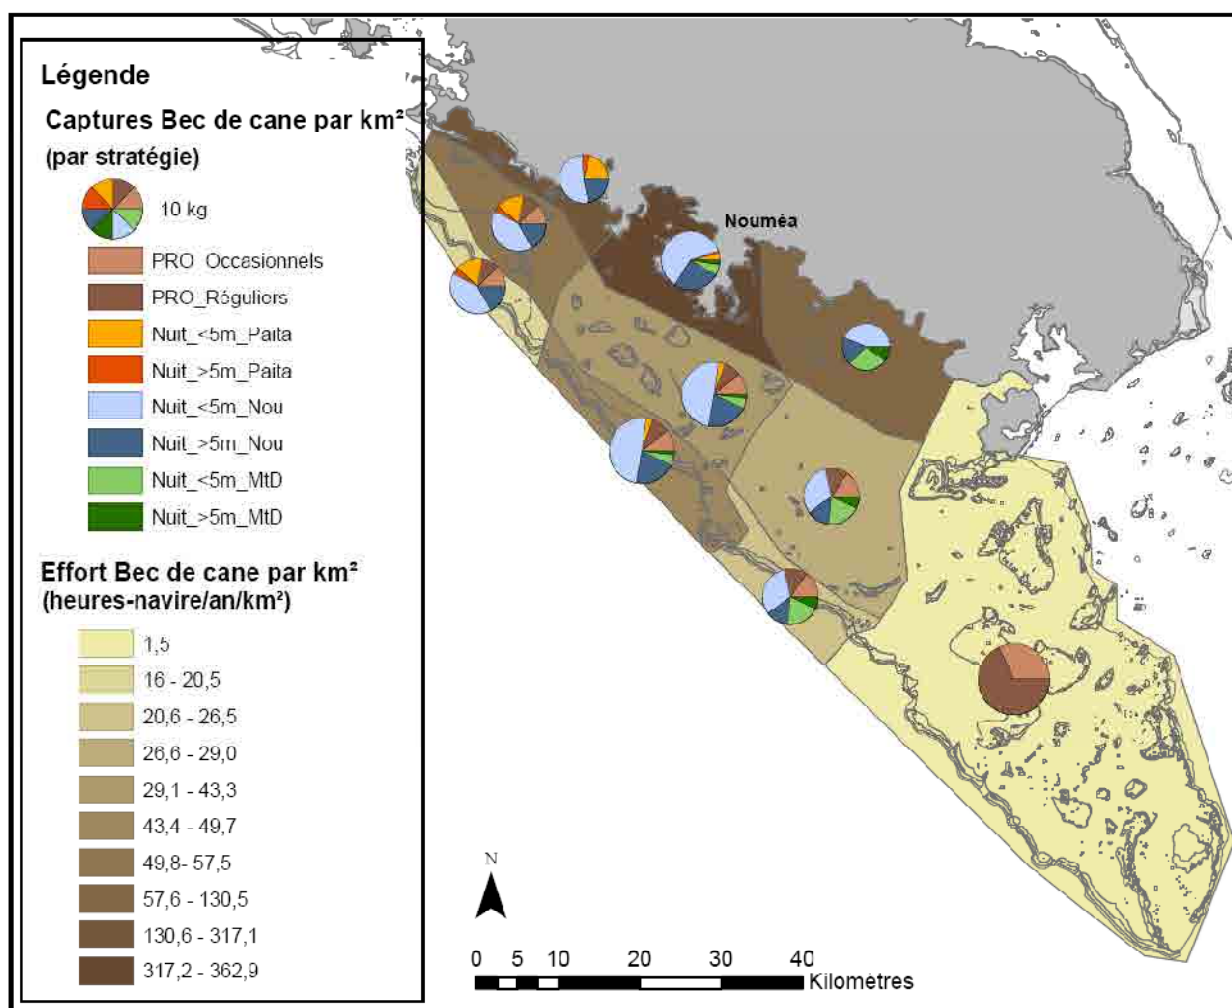 Légende
Captures Bec de cane par km²
(par stratégie)
10 kg
PRO_Occasionnels
PRO_Réguliers
Nuit_<5m_Paita
Nuit_>5m_Paita
Nuit_<5m_Nou
Nuit_>5m_Nou
Nuit_<5m_MtD
Nuit_>5m_MtD
Effort Bec de cane par km²
(heures-navire/an/km²)
1,5
16 - 20,5
20,6 - 26,5
26,6 - 29,0
29,1 - 43,3
43,4 - 49,7
49,8- 57,5
57,6 - 130,5
130,6 - 317,1
317,2 - 362,9
Nouméa
N
0 5 10 20 30 40
Kilomètres